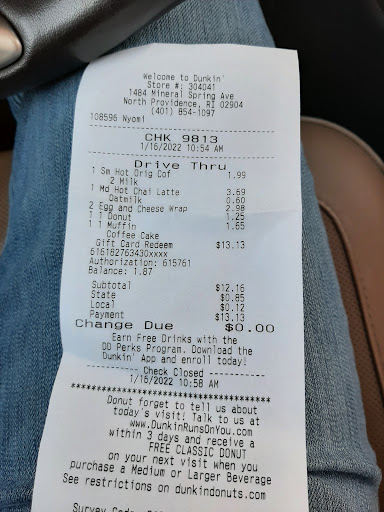 Welcome to Dunkin'
Store #: 304041
1484 Mineral Spring Ave
North Providence, RI 02904
(401) 854-1097
108596 Nyomi
CHK 9813
1/16/2022 10:54 AM
Drive Thru
1 Sm Hot Orig Cof 1.99
2 Milk
1 Md Hot Chai Latte 3.69
Oatmilk 0.60
2 Egg and Cheese Wrap 2.98
1 1 Donut 1.25
1 1 Muffin 1.65
Coffee Cake
Gift Card Redeem $13.13
616182763430xxxx
Authorization: 615761
Balance: 1.87
Subtotal $12.16
State $0.85
Local $0.12
Payment $13.13
Change Due $0.00
Earn Free Drinks with the
DD Perks Program. Download the
Dunkin' App and enroll today!
Check Closed
1/16/2022 10:58 AM
****************************************
Donut forget to tell us about
today's visit! Talk to us at
www.DunkinRunsOnYou.com
within 3 days and receive a
FREE CLASSIC DONUT
on your next visit when you
purchase a Medium or Larger Beverage
See restrictions on dunkindonuts.com
Survey Code: